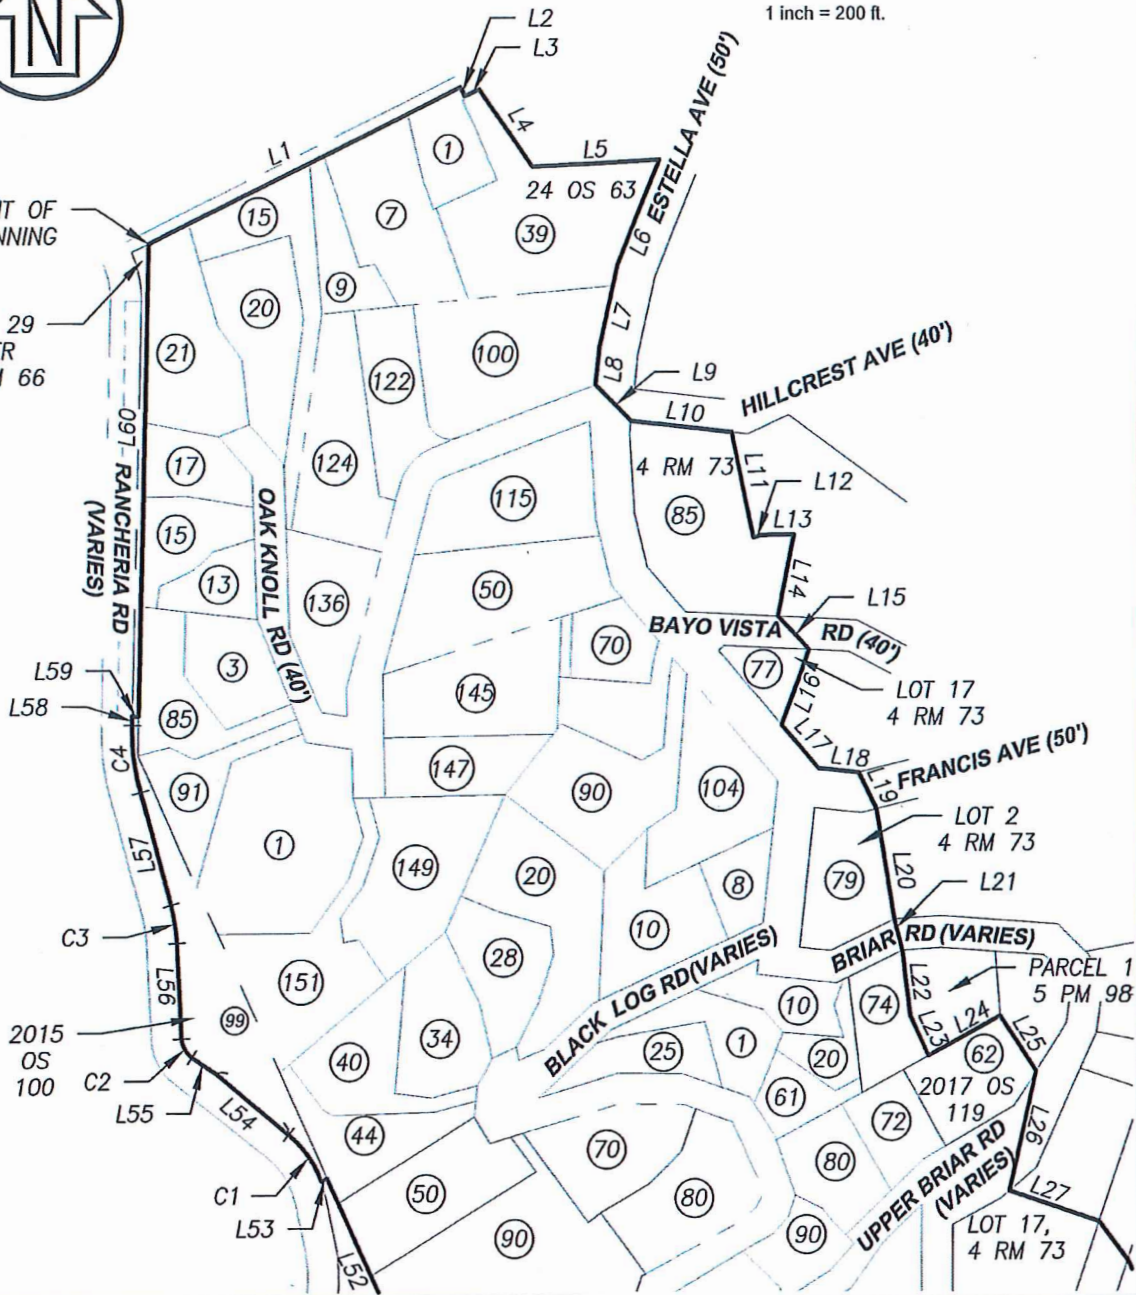 N
1 inch = 200 ft.
L2
L3
L4
L1
L5
24 OS 63
ESTELLA AVE (50')
L6
L7
L8
L9
L10
HILLCREST AVE (40')
4 RM 73
L11
L12
L13
L14
L15
BAYO VISTA
RD (40')
LOT 17
4 RM 73
L16
L17
L18
L19
FRANCIS AVE (50')
LOT 2
4 RM 73
L20
L21
BRIAR
RD (VARIES)
PARCEL 1
5 PM 98
L22
L23
L24
L25
2017 OS
119
L26
UPPER BRIAR RD
(VARIES)
L27
LOT 17,
4 RM 73
BLACK LOG RD(VARIES)
OAK KNOLL RD (40')
RANCHERIA RD
(VARIES)
L60
29
66
L59
L58
C4
L57
C3
L56
2015
OS
100
C2
L55
L54
C1
L53
L52
1
15
7
39
9
20
21
100
122
17
124
85
115
15
13
136
50
70
77
3
145
85
147
91
90
104
1
149
20
8
79
10
28
151
99
34
40
10
74
25
1
20
62
61
44
72
70
80
50
80
90
90